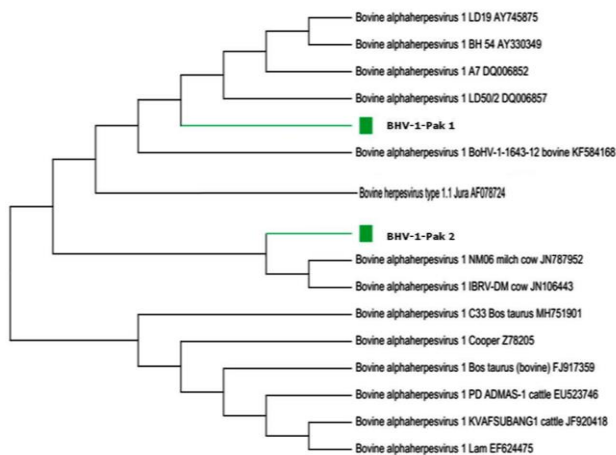 Bovine alphaherpesvirus 1 LD19 AY745875
Bovine alphaherpesvirus 1 BH 54 AY330349
Bovine alphaherpesvirus 1 A7 DQ006852
Bovine alphaherpesvirus 1 LD50/2 DQ006857
BHV-1-Pak 1
Bovine alphaherpesvirus 1 BoHV-1-1643-12 bovine KF584168
Bovine herpesvirus type 1.1 Jura AF078724
BHV-1-Pak 2
Bovine alphaherpesvirus 1 NM06 milch cow JN787952
Bovine alphaherpesvirus 1 IBRV-DM cow JN106443
Bovine alphaherpesvirus 1 C33 Bos taurus MH751901
Bovine alphaherpesvirus 1 Cooper Z78205
Bovine alphaherpesvirus 1 Bos taurus (bovine) FJ917359
Bovine alphaherpesvirus 1 PD ADMAS-1 cattle EU523746
Bovine alphaherpesvirus 1 KVAFSUBANG1 cattle JF920418
Bovine alphaherpesvirus 1 Lam EF624475